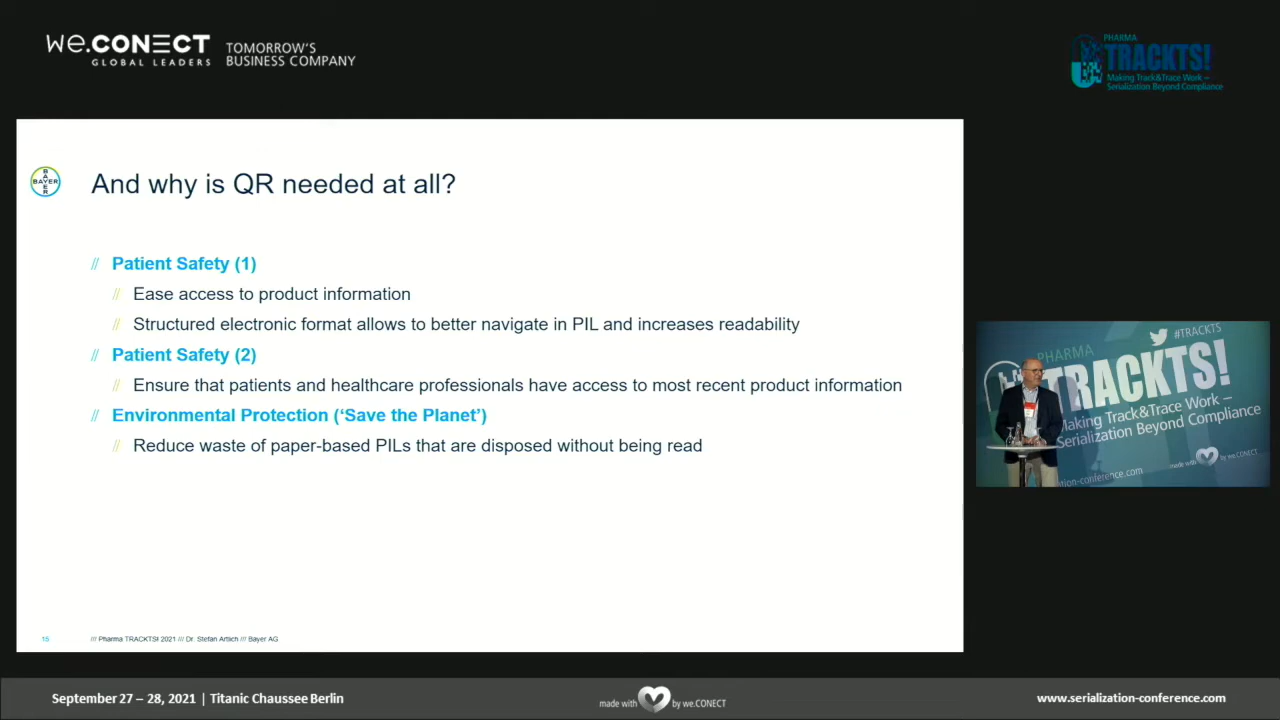 we.CONECT
GLOBAL LEADERS
TOMORROW'S
BUSINESS COMPANY
PHARMA
TRACKTS!
Making Track&Trace Work –
Serialization Beyond Compliance
BAYER
BAYER
And why is QR needed at all?
// Patient Safety (1)
// Ease access to product information
// Structured electronic format allows to better navigate in PIL and increases readability
// Patient Safety (2)
// Ensure that patients and healthcare professionals have access to most recent product information
// Environmental Protection (‘Save the Planet’)
// Reduce waste of paper-based PILs that are disposed without being read
15 /// Pharma TRACKTS! 2021 /// Dr. Stefan Artlich /// Bayer AG
#TRACKTS
PHARMA
TRACKTS!
Making Track&Trace Work –
Serialization Beyond Compliance
made with by we.CONECT
ation-conference.com
September 27 – 28, 2021 | Titanic Chaussee Berlin
made with by we.CONECT
www.serialization-conference.com